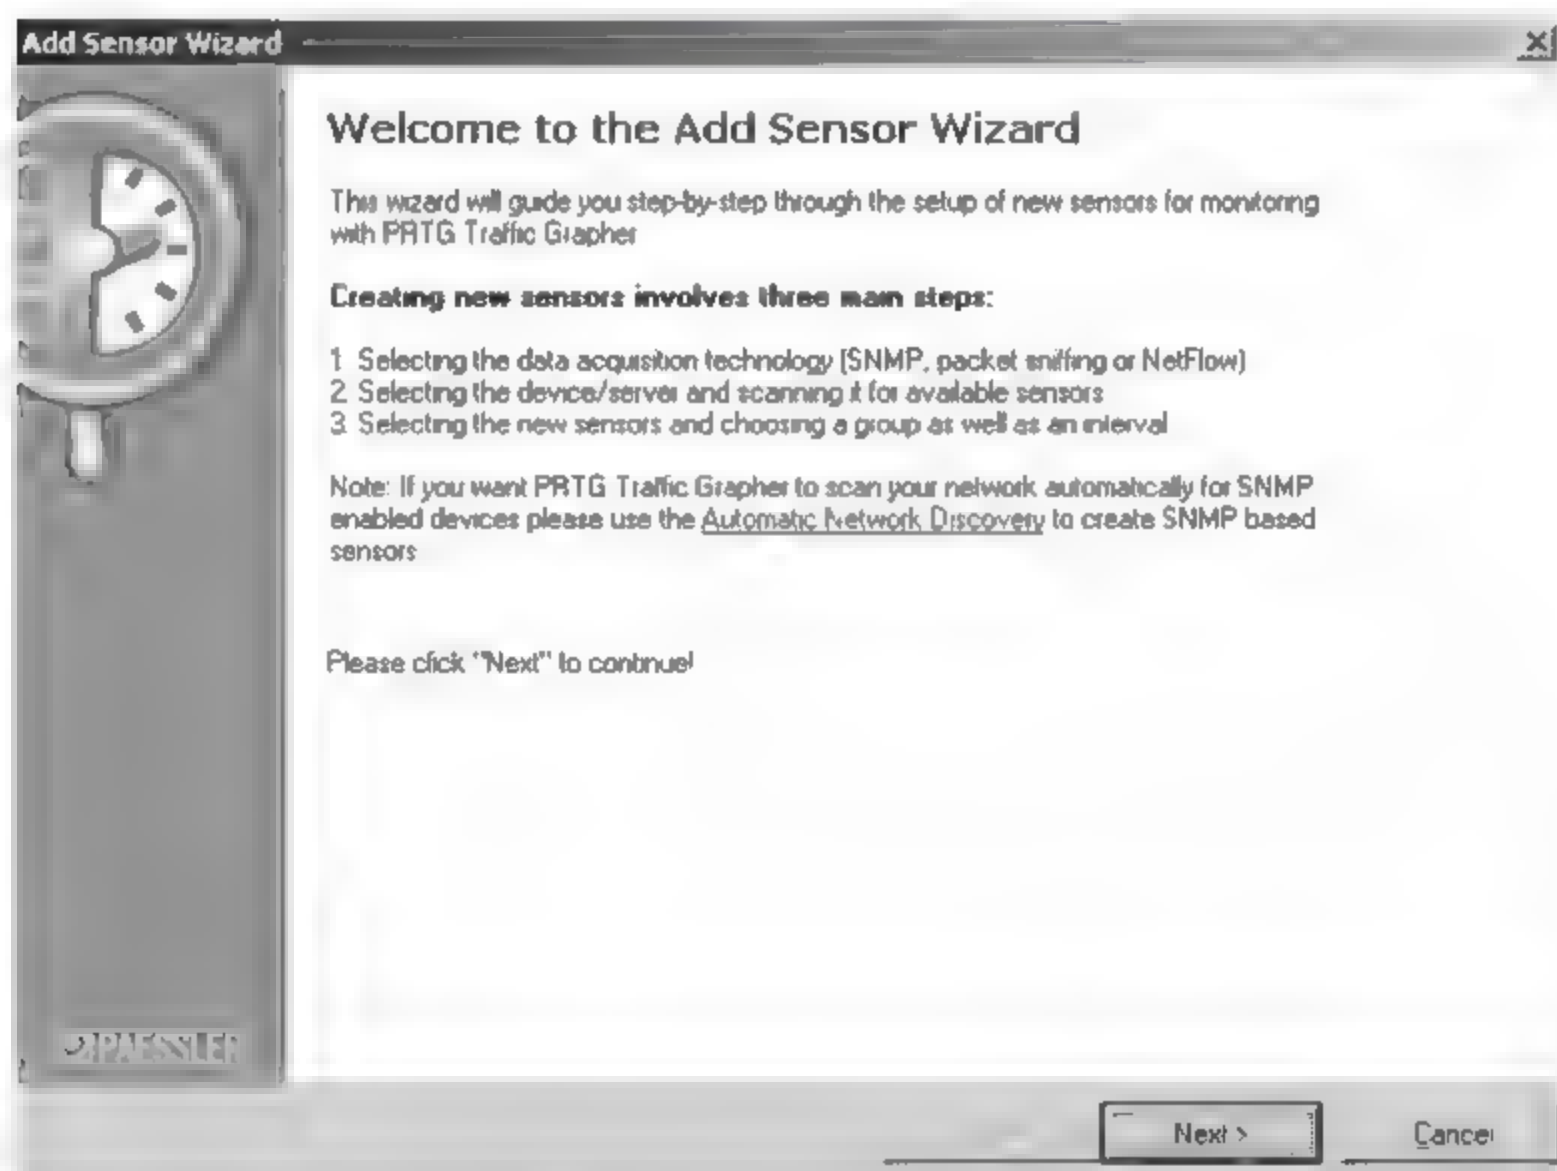 Add Sensor Wizard
Welcome to the Add Sensor Wizard
This wizard will guide you step-by-step through the setup of new sensors for monitoring
with PRTG Traffic Grapher
Creating new sensors involves three main steps:
1 Selecting the data acquisition technology (SNMP, packet sniffing or NetFlow)
2 Selecting the device/server and scanning it for available sensors
3 Selecting the new sensors and choosing a group as well as an interval
Note: If you want PRTG Traffic Grapher to scan your network automatically for SNMP
enabled devices please use the Automatic Network Discovery to create SNMP based
sensors
Please click "Next" to continue!
PAESSLER
Next >
Cancel